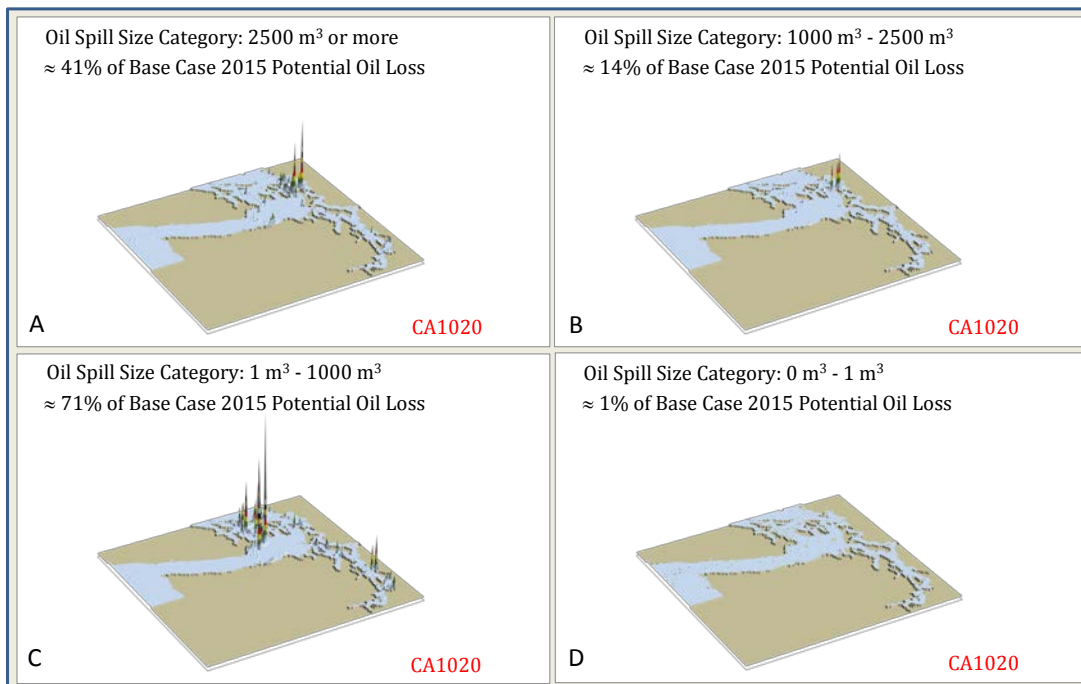 Oil Spill Size Category: 2500 m³ or more
≈ 41% of Base Case 2015 Potential Oil Loss
A
CA1020
Oil Spill Size Category: 1000 m³ - 2500 m³
≈ 14% of Base Case 2015 Potential Oil Loss
B
CA1020
Oil Spill Size Category: 1 m³ - 1000 m³
≈ 71% of Base Case 2015 Potential Oil Loss
C
CA1020
Oil Spill Size Category: 0 m³ - 1 m³
≈ 1% of Base Case 2015 Potential Oil Loss
D
CA1020